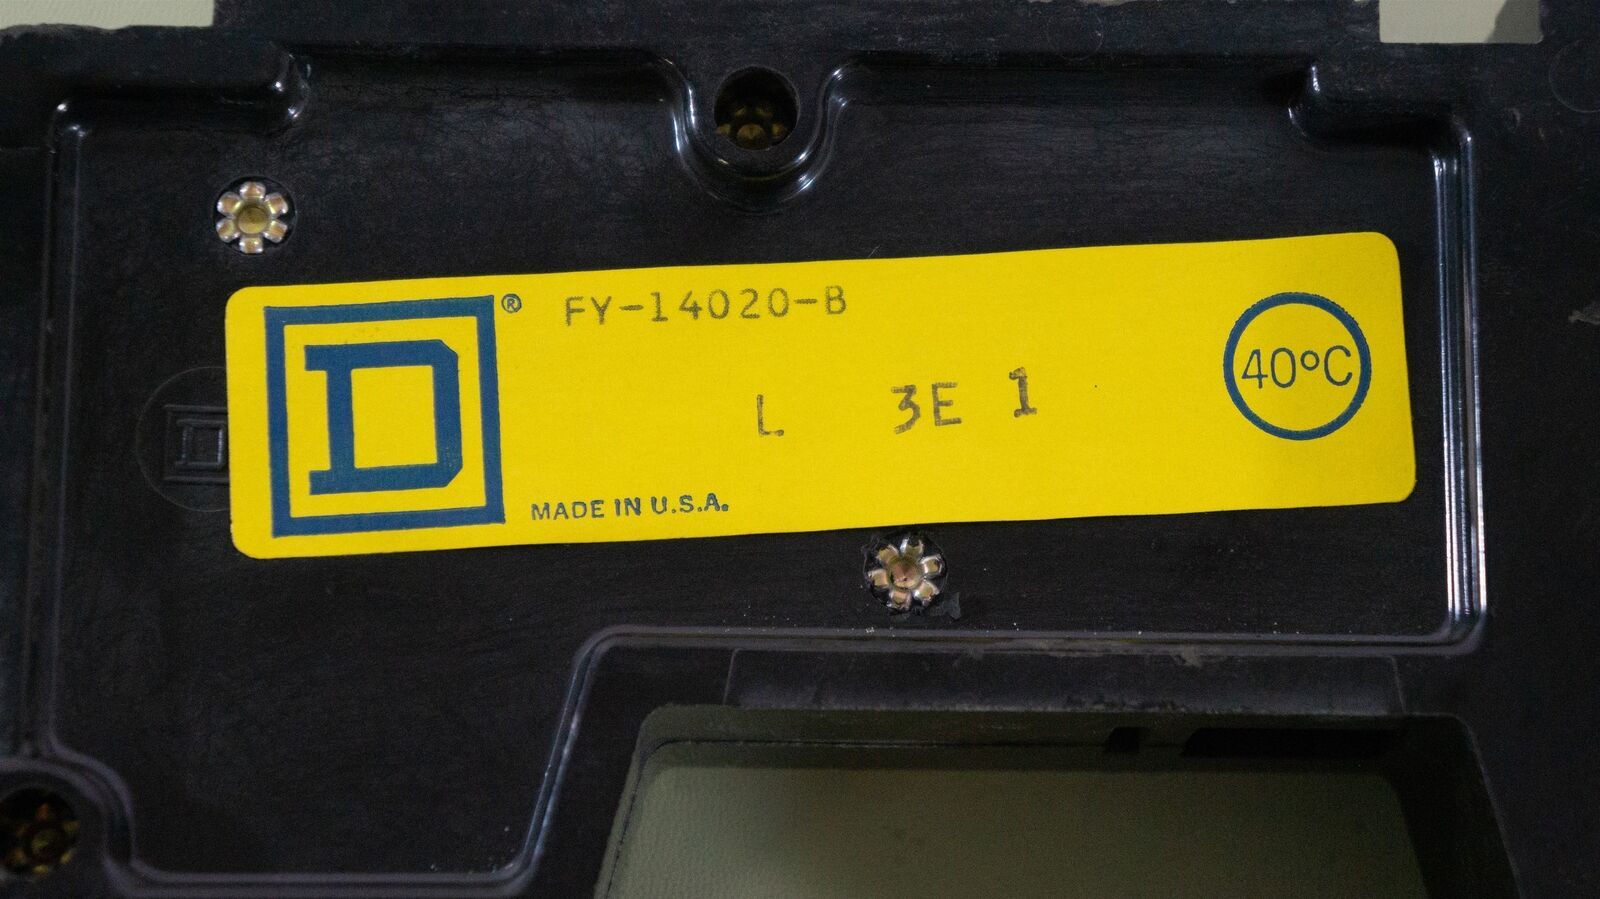 D ® FY-14020-B
L 3E 1
40°C
MADE IN U.S.A.
D